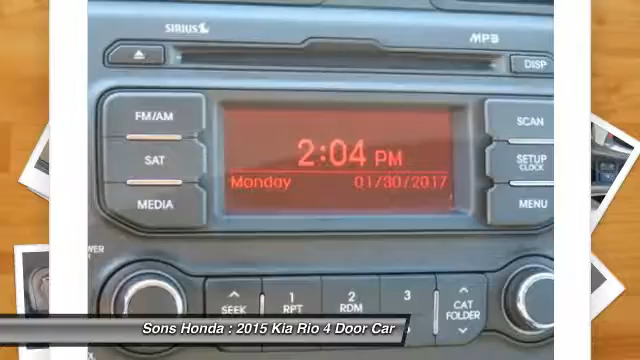 SIRIUS
MP3
DISP
FM/AM
SCAN
2:04 PM
SAT
SETUP
CLOCK
Monday 01/30/2017
MEDIA
MENU
1
2
3
SEEK
RPT
RDM
CAT
FOLDER
Sons Honda : 2015 Kia Rio 4 Door Car